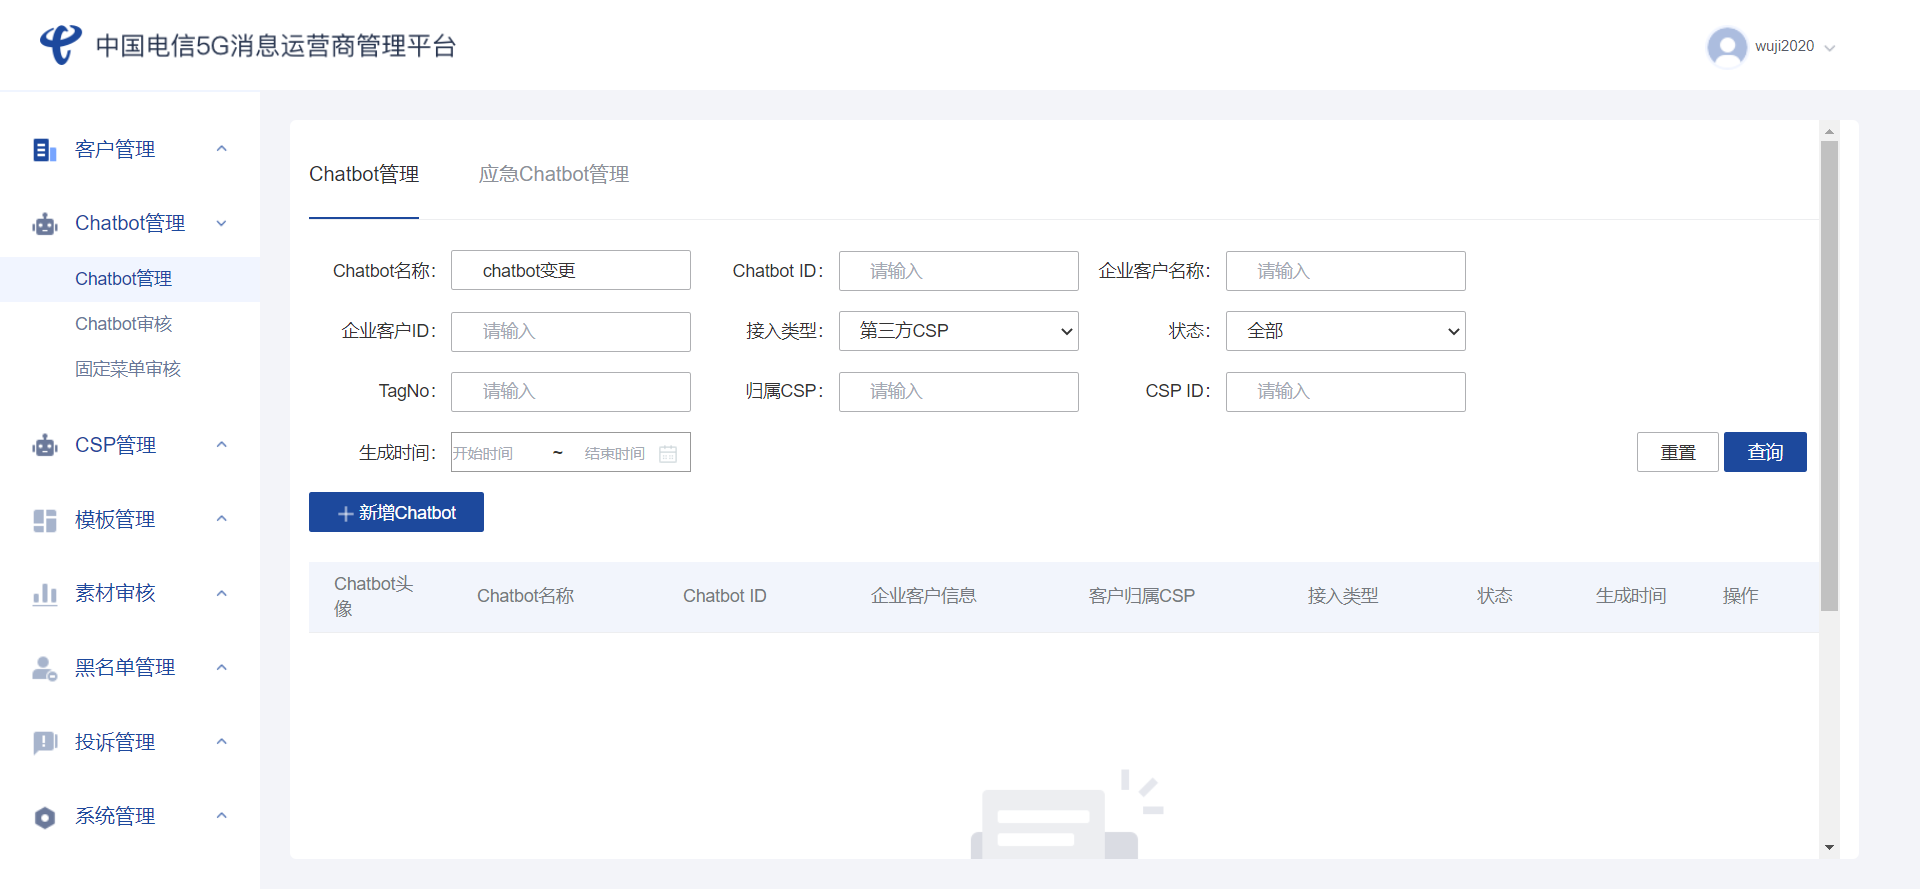 中国电信5G消息运营商管理平台
wuji2020
客户管理
Chatbot管理
Chatbot管理
Chatbot审核
固定菜单审核
CSP管理
模板管理
素材审核
黑名单管理
投诉管理
系统管理
Chatbot管理 应急Chatbot管理
Chatbot名称: chatbot变更 Chatbot ID: 请输入 企业客户名称: 请输入
企业客户ID: 请输入 接入类型: 第三方CSP 状态: 全部
TagNo: 请输入 归属CSP: 请输入 CSP ID: 请输入
生成时间: 开始时间 ~ 结束时间 重置 查询
新增Chatbot
Chatbot头像 Chatbot名称 Chatbot ID 企业客户信息 客户归属CSP 接入类型 状态 生成时间 操作